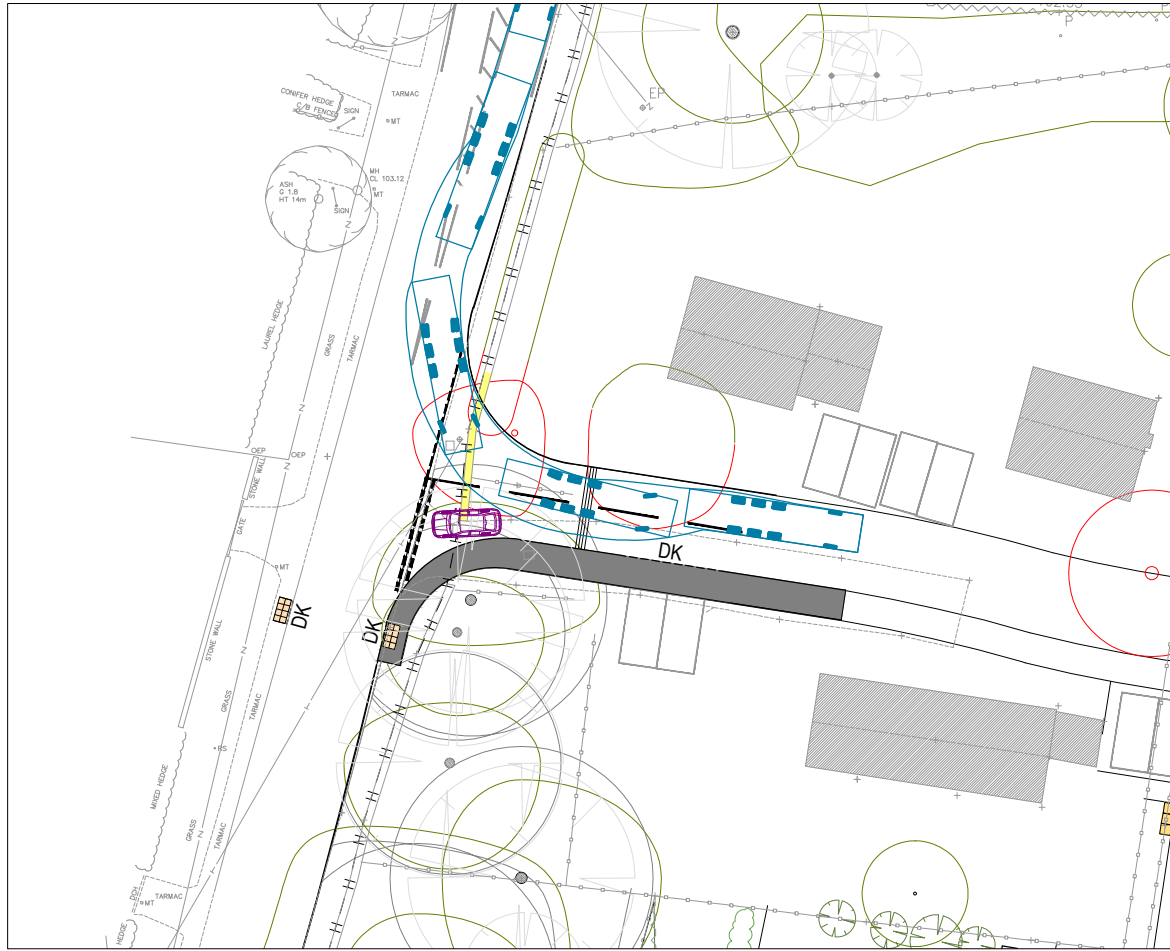 P
TARMAC
EP
CONIFER HEDGE
C/B FENCE
SIGN
MT
MH
CL 103.12
ASH
G 1.8
HT 14m
MT
SIGN
LAUREL HEDGE
GRASS
TARMAC
OEP
OEP
STONE WALL
GATE
MT
DK
DK
DK
STONE WALL
GRASS
TARMAC
RS
MIXED HEDGE
GRASS
TARMAC
DCH
TARMAC
MT
HEDGE